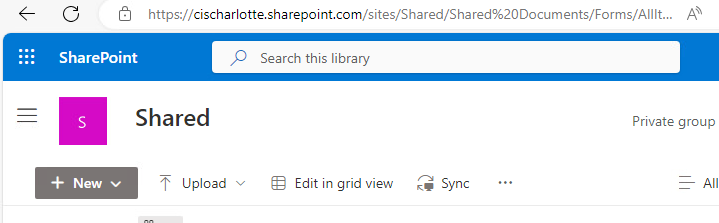 https://cischarlotte.sharepoint.com/sites/Shared/Shared%20Documents/Forms/AllIt... A
SharePoint Search this library
S Shared Private group
+ New Upload Edit in grid view Sync ... All